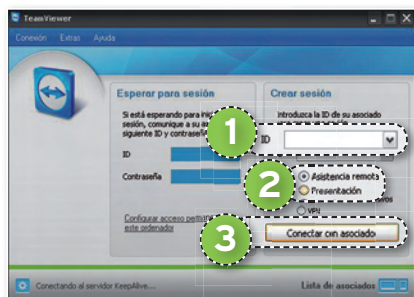 TeamViewer
Conexión Extras Ayuda
Esperar para sesión
Si está esperando para
sesión, comunique a su
siguiente ID y contraseña
ID
Contraseña
Configurar acceso
este ordenador
Crear sesión
Introduzca la ID de su asociado
1
ID
2
Asistencia remota
Presentación
VPN
3
Conectar con asociado
Conectando al servidor KeepAlive....
Lista de asociados